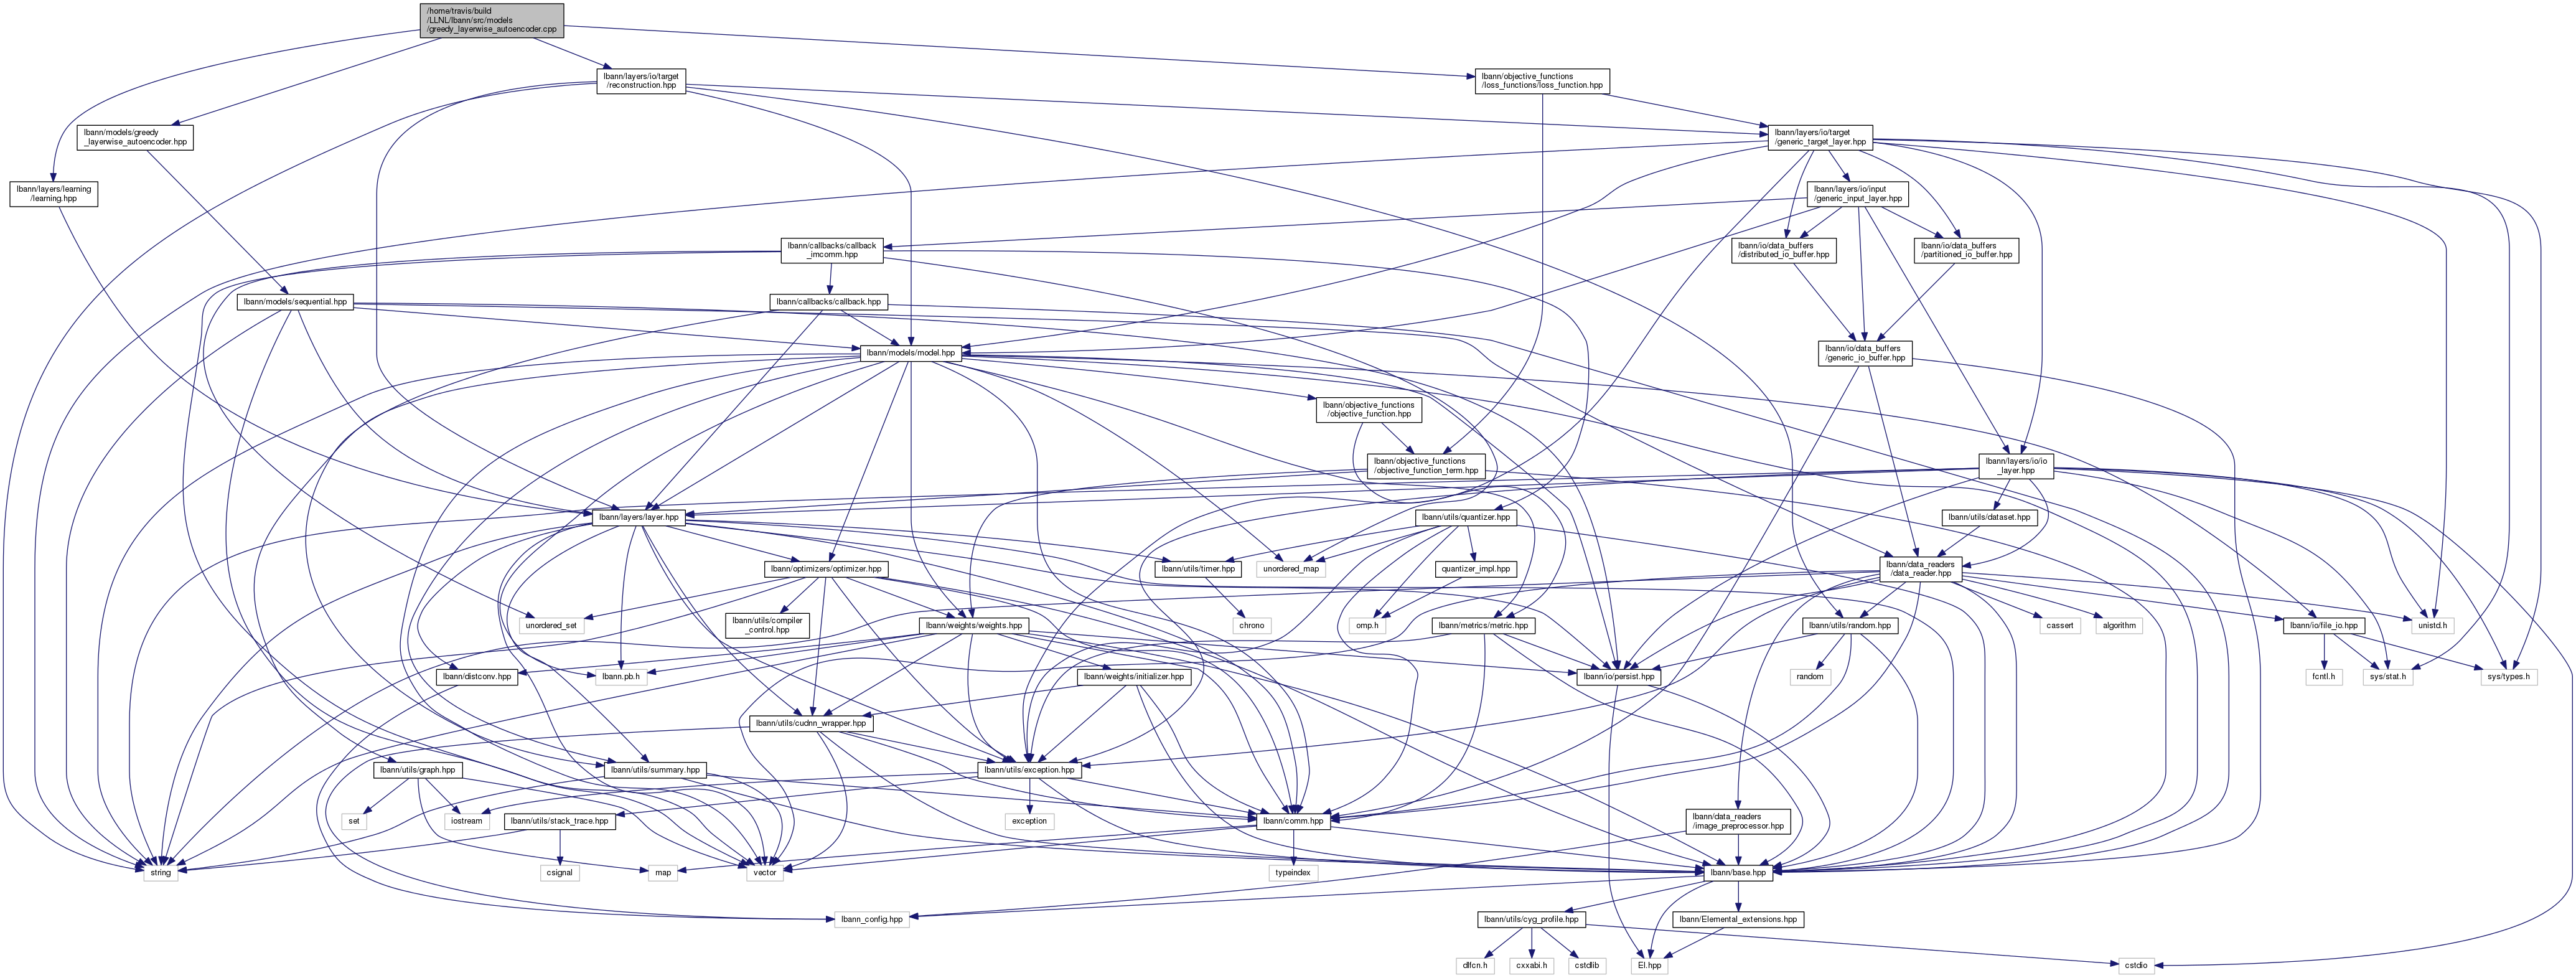 /home/travis/build
/LLNL/lbann/src/models
/greedy_layerwise_autoencoder.cpp
lbann/layers/io/target
/reconstruction.hpp
lbann/objective_functions
/loss_functions/loss_function.hpp
lbann/models/greedy
_layerwise_autoencoder.hpp
lbann/layers/io/target
/generic_target_layer.hpp
lbann/layers/learning
/learning.hpp
lbann/layers/io/input
/generic_input_layer.hpp
lbann/callbacks/callback
_imcomm.hpp
lbann/io/data_buffers
/distributed_io_buffer.hpp
lbann/io/data_buffers
/partitioned_io_buffer.hpp
lbann/models/sequential.hpp
lbann/callbacks/callback.hpp
lbann/models/model.hpp
lbann/io/data_buffers
/generic_io_buffer.hpp
lbann/objective_functions
/objective_function.hpp
lbann/objective_functions
/objective_function_term.hpp
lbann/layers/io/io
_layer.hpp
lbann/layers/layer.hpp
lbann/utils/quantizer.hpp
lbann/utils/dataset.hpp
lbann/optimizers/optimizer.hpp
lbann/utils/timer.hpp
unordered_map
quantizer_impl.hpp
lbann/data_readers
/data_reader.hpp
unordered_set
lbann/utils/compiler
_control.hpp
lbann/weights/weights.hpp
chrono
omp.h
lbann/metrics/metric.hpp
lbann/utils/random.hpp
cassert
algorithm
lbann/io/file_io.hpp
unistd.h
lbann/distconv.hpp
lbann.pb.h
lbann/weights/initializer.hpp
lbann/io/persist.hpp
random
fcntl.h
sys/stat.h
sys/types.h
lbann/utils/cudnn_wrapper.hpp
lbann/utils/graph.hpp
lbann/utils/summary.hpp
lbann/utils/exception.hpp
set
iostream
lbann/utils/stack_trace.hpp
exception
lbann/comm.hpp
lbann/data_readers
/image_preprocessor.hpp
string
csignal
map
vector
typeindex
lbann/base.hpp
lbann_config.hpp
lbann/utils/cyg_profile.hpp
lbann/Elemental_extensions.hpp
dlfcn.h
cxxabi.h
cstdlib
El.hpp
cstdio